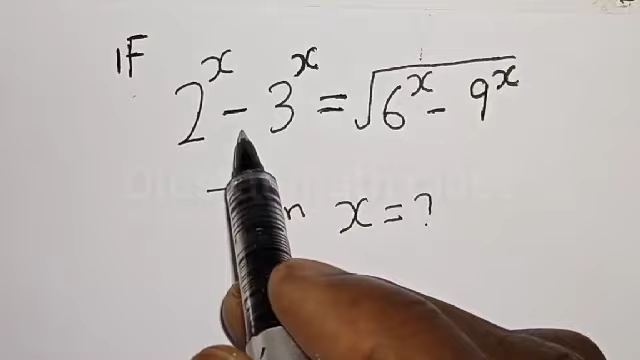 IF 2^x - 3^x = √(6^x - 9^x)
x = ?